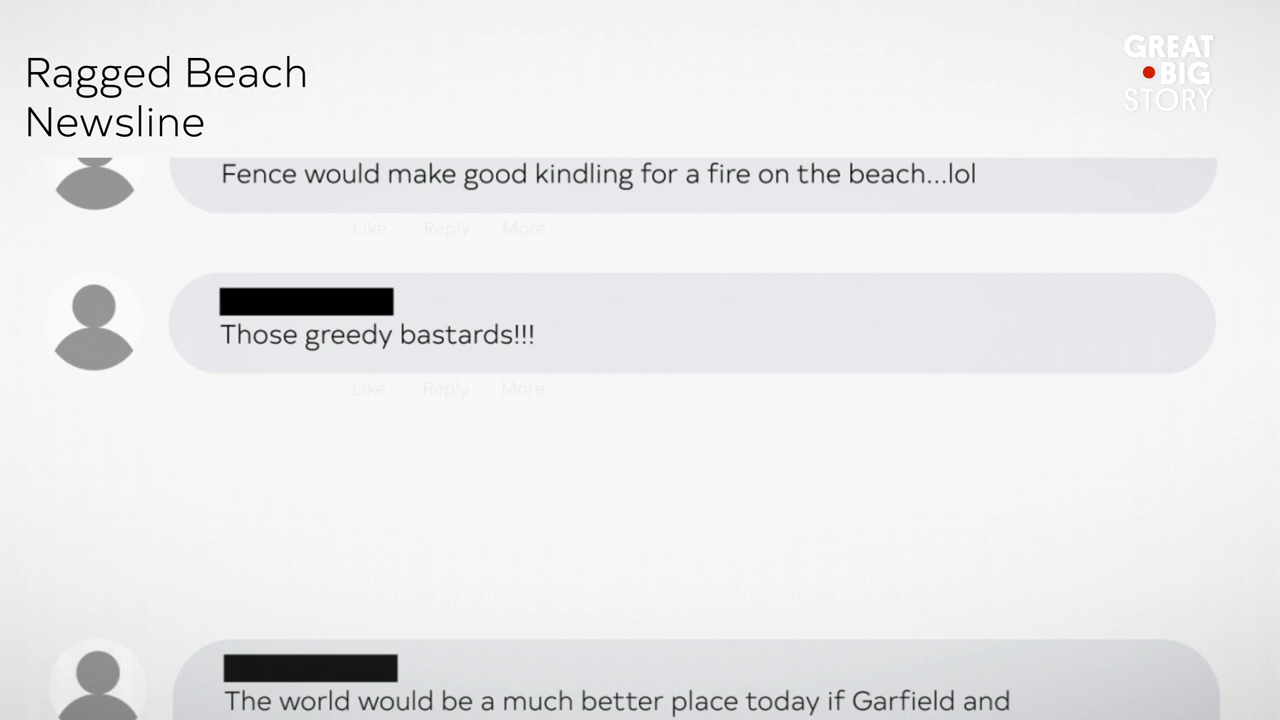 Ragged Beach
Newsline
GREAT
BIG
STORY
Fence would make good kindling for a fire on the beach...lol
Like Reply More
Those greedy bastards!!!
Like Reply More
The world would be a much better place today if Garfield and